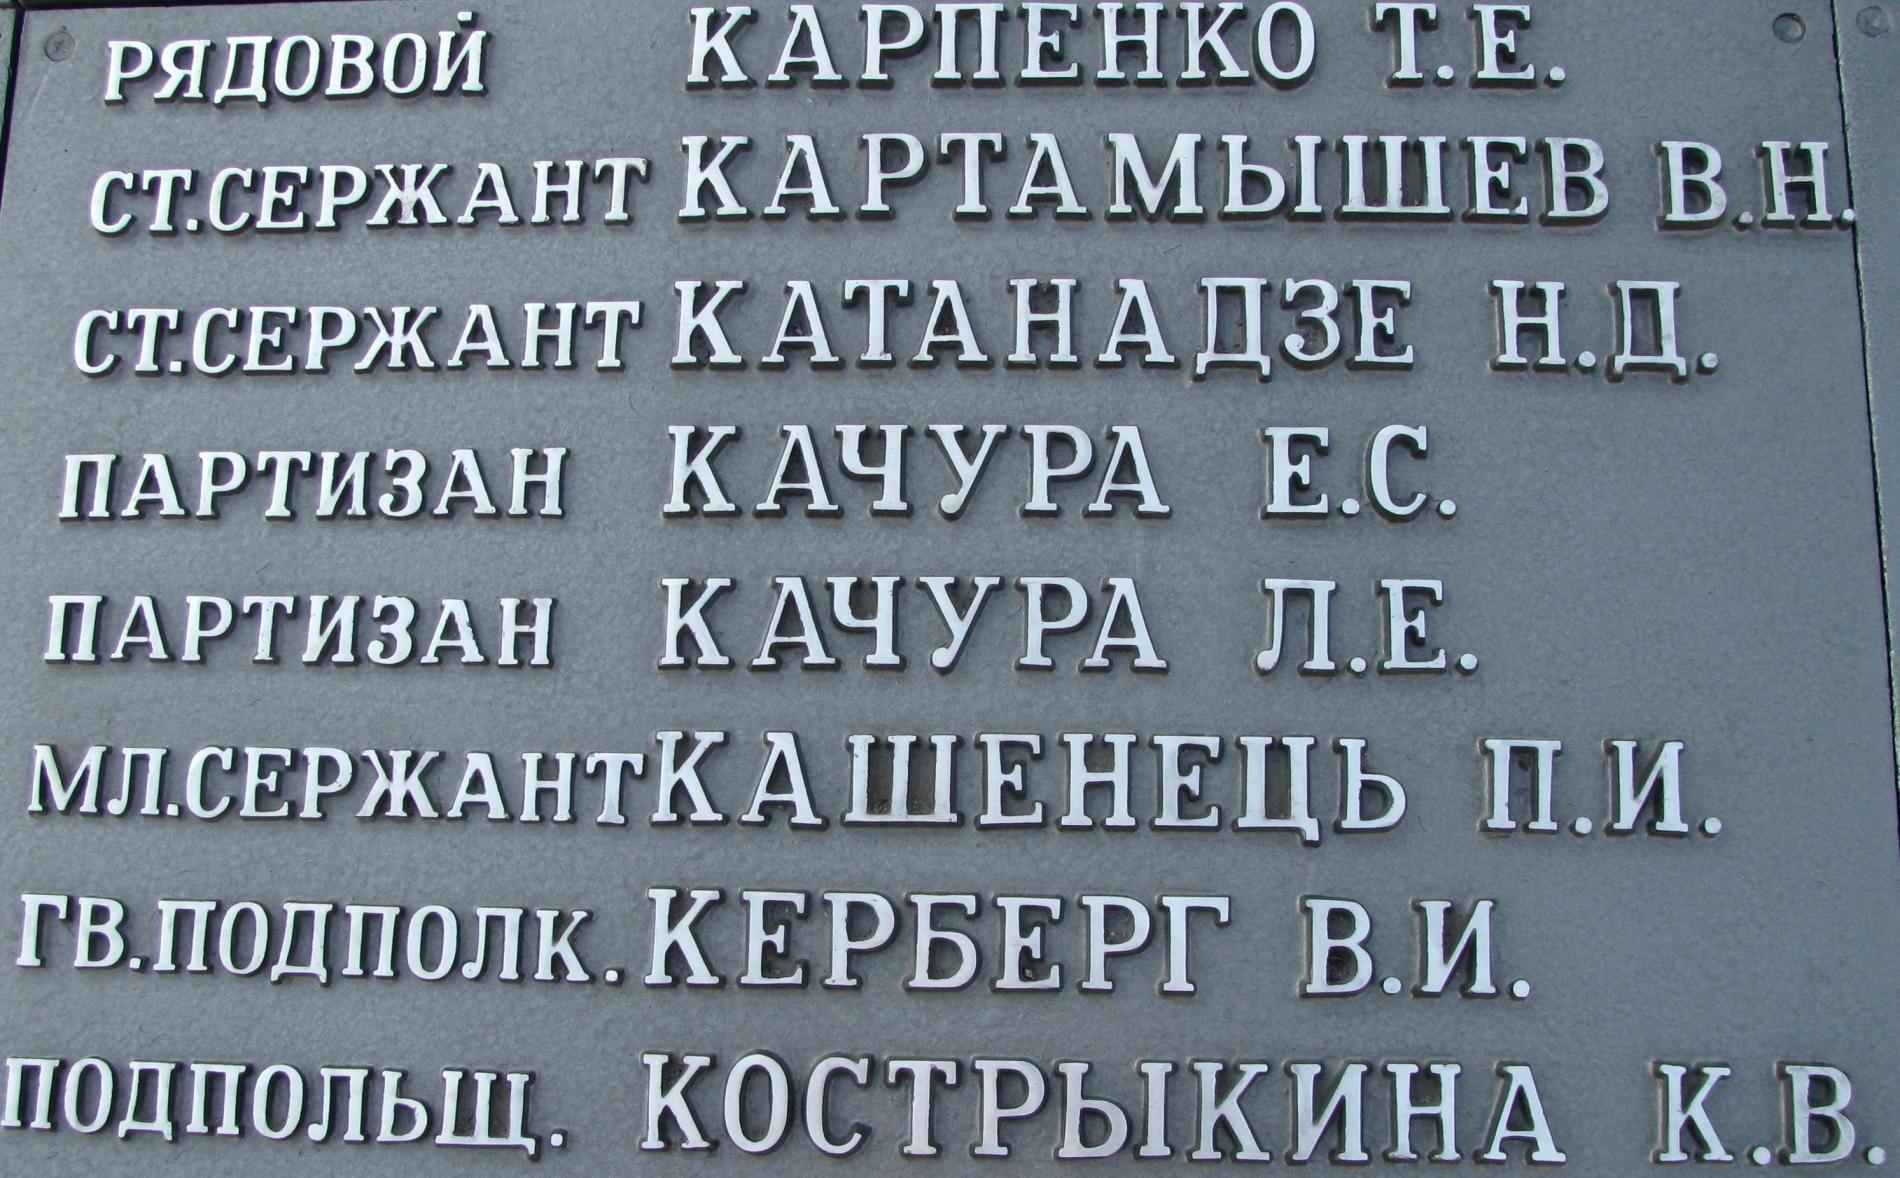 РЯДОВОЙ КАРПЕНКО Т.Е.
СТ.СЕРЖАНТ КАРТАМЫШЕВ В.Н.
СТ.СЕРЖАНТ КАТАНАДЗЕ Н.Д.
ПАРТИЗАН КАЧУРА Е.С.
ПАРТИЗАН КАЧУРА Л.Е.
МЛ.СЕРЖАНТ КАШЕНЕЦЬ П.И.
ГВ.ПОДПОЛК. КЕРБЕРГ В.И.
ПОДПОЛЬЩ. КОСТРЫКИНА К.В.